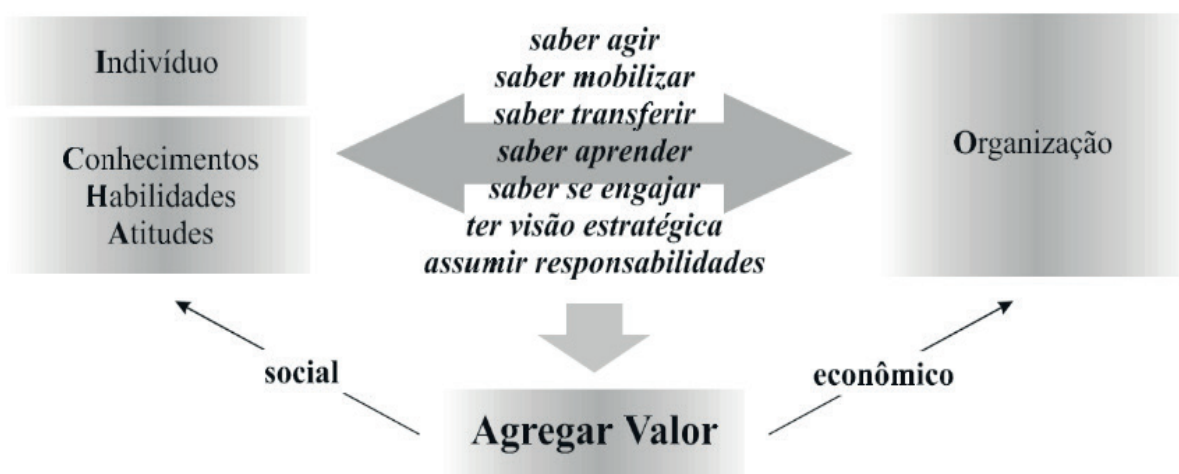 Indivíduo
Conhecimentos
Habilidades
Atitudes
saber agir
saber mobilizar
saber transferir
saber aprender
saber se engajar
ter visão estratégica
assumir responsabilidades
Organização
social
econômico
Agregar Valor